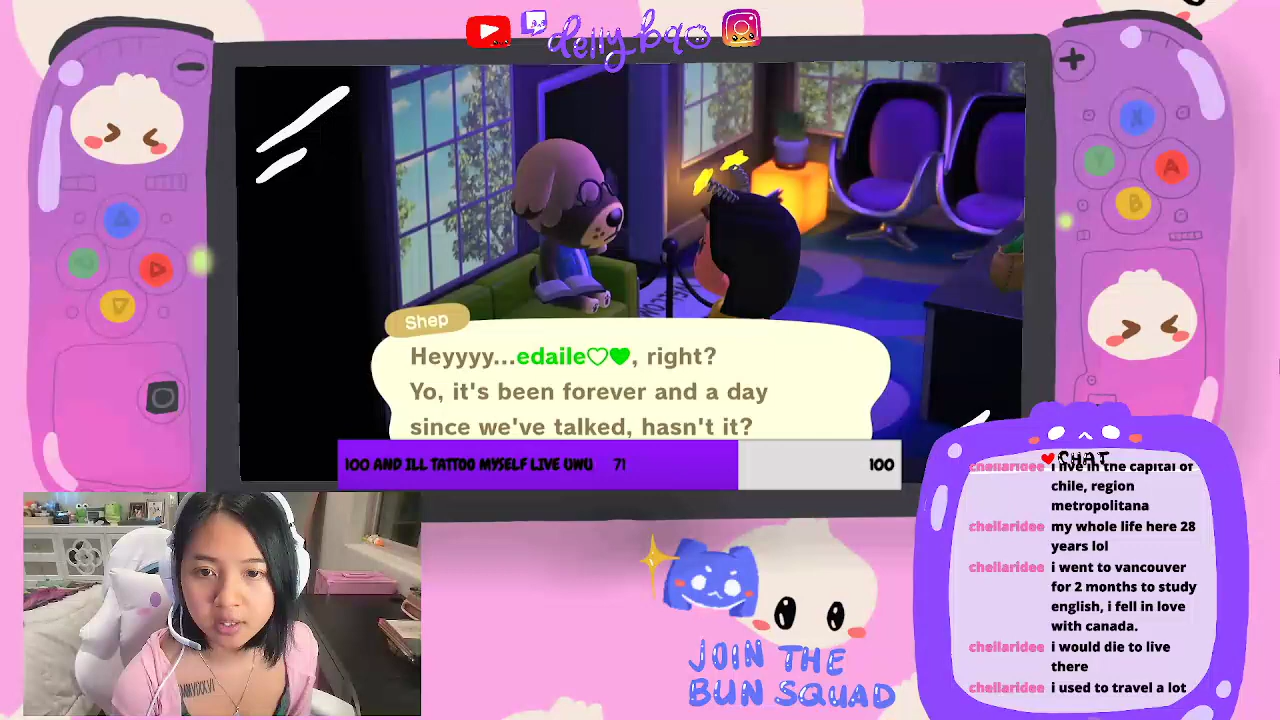 dellybao
Shep
Heyyyy...edaile♡♥, right?
Yo, it's been forever and a day
since we've talked, hasn't it?
100 AND ILL TATTOO MYSELF LIVE UWU 71 100
CHAT
chellaridee i live in the capital of
chile, region
metropolitana
chellaridee my whole life here 28
years lol
chellaridee i went to vancouver
for 2 months to study
english, i fell in love
with canada.
chellaridee i would die to live
there
chellaridee i used to travel a lot
JOIN THE
BUN SQUAD
X
Y
A
B